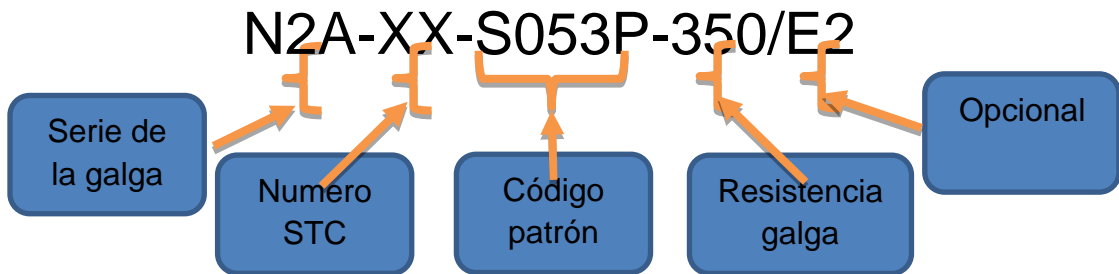 N2A-XX-S053P-350/E2
Serie de
la galga
Numero
STC
Código
patrón
Resistencia
galga
Opcional